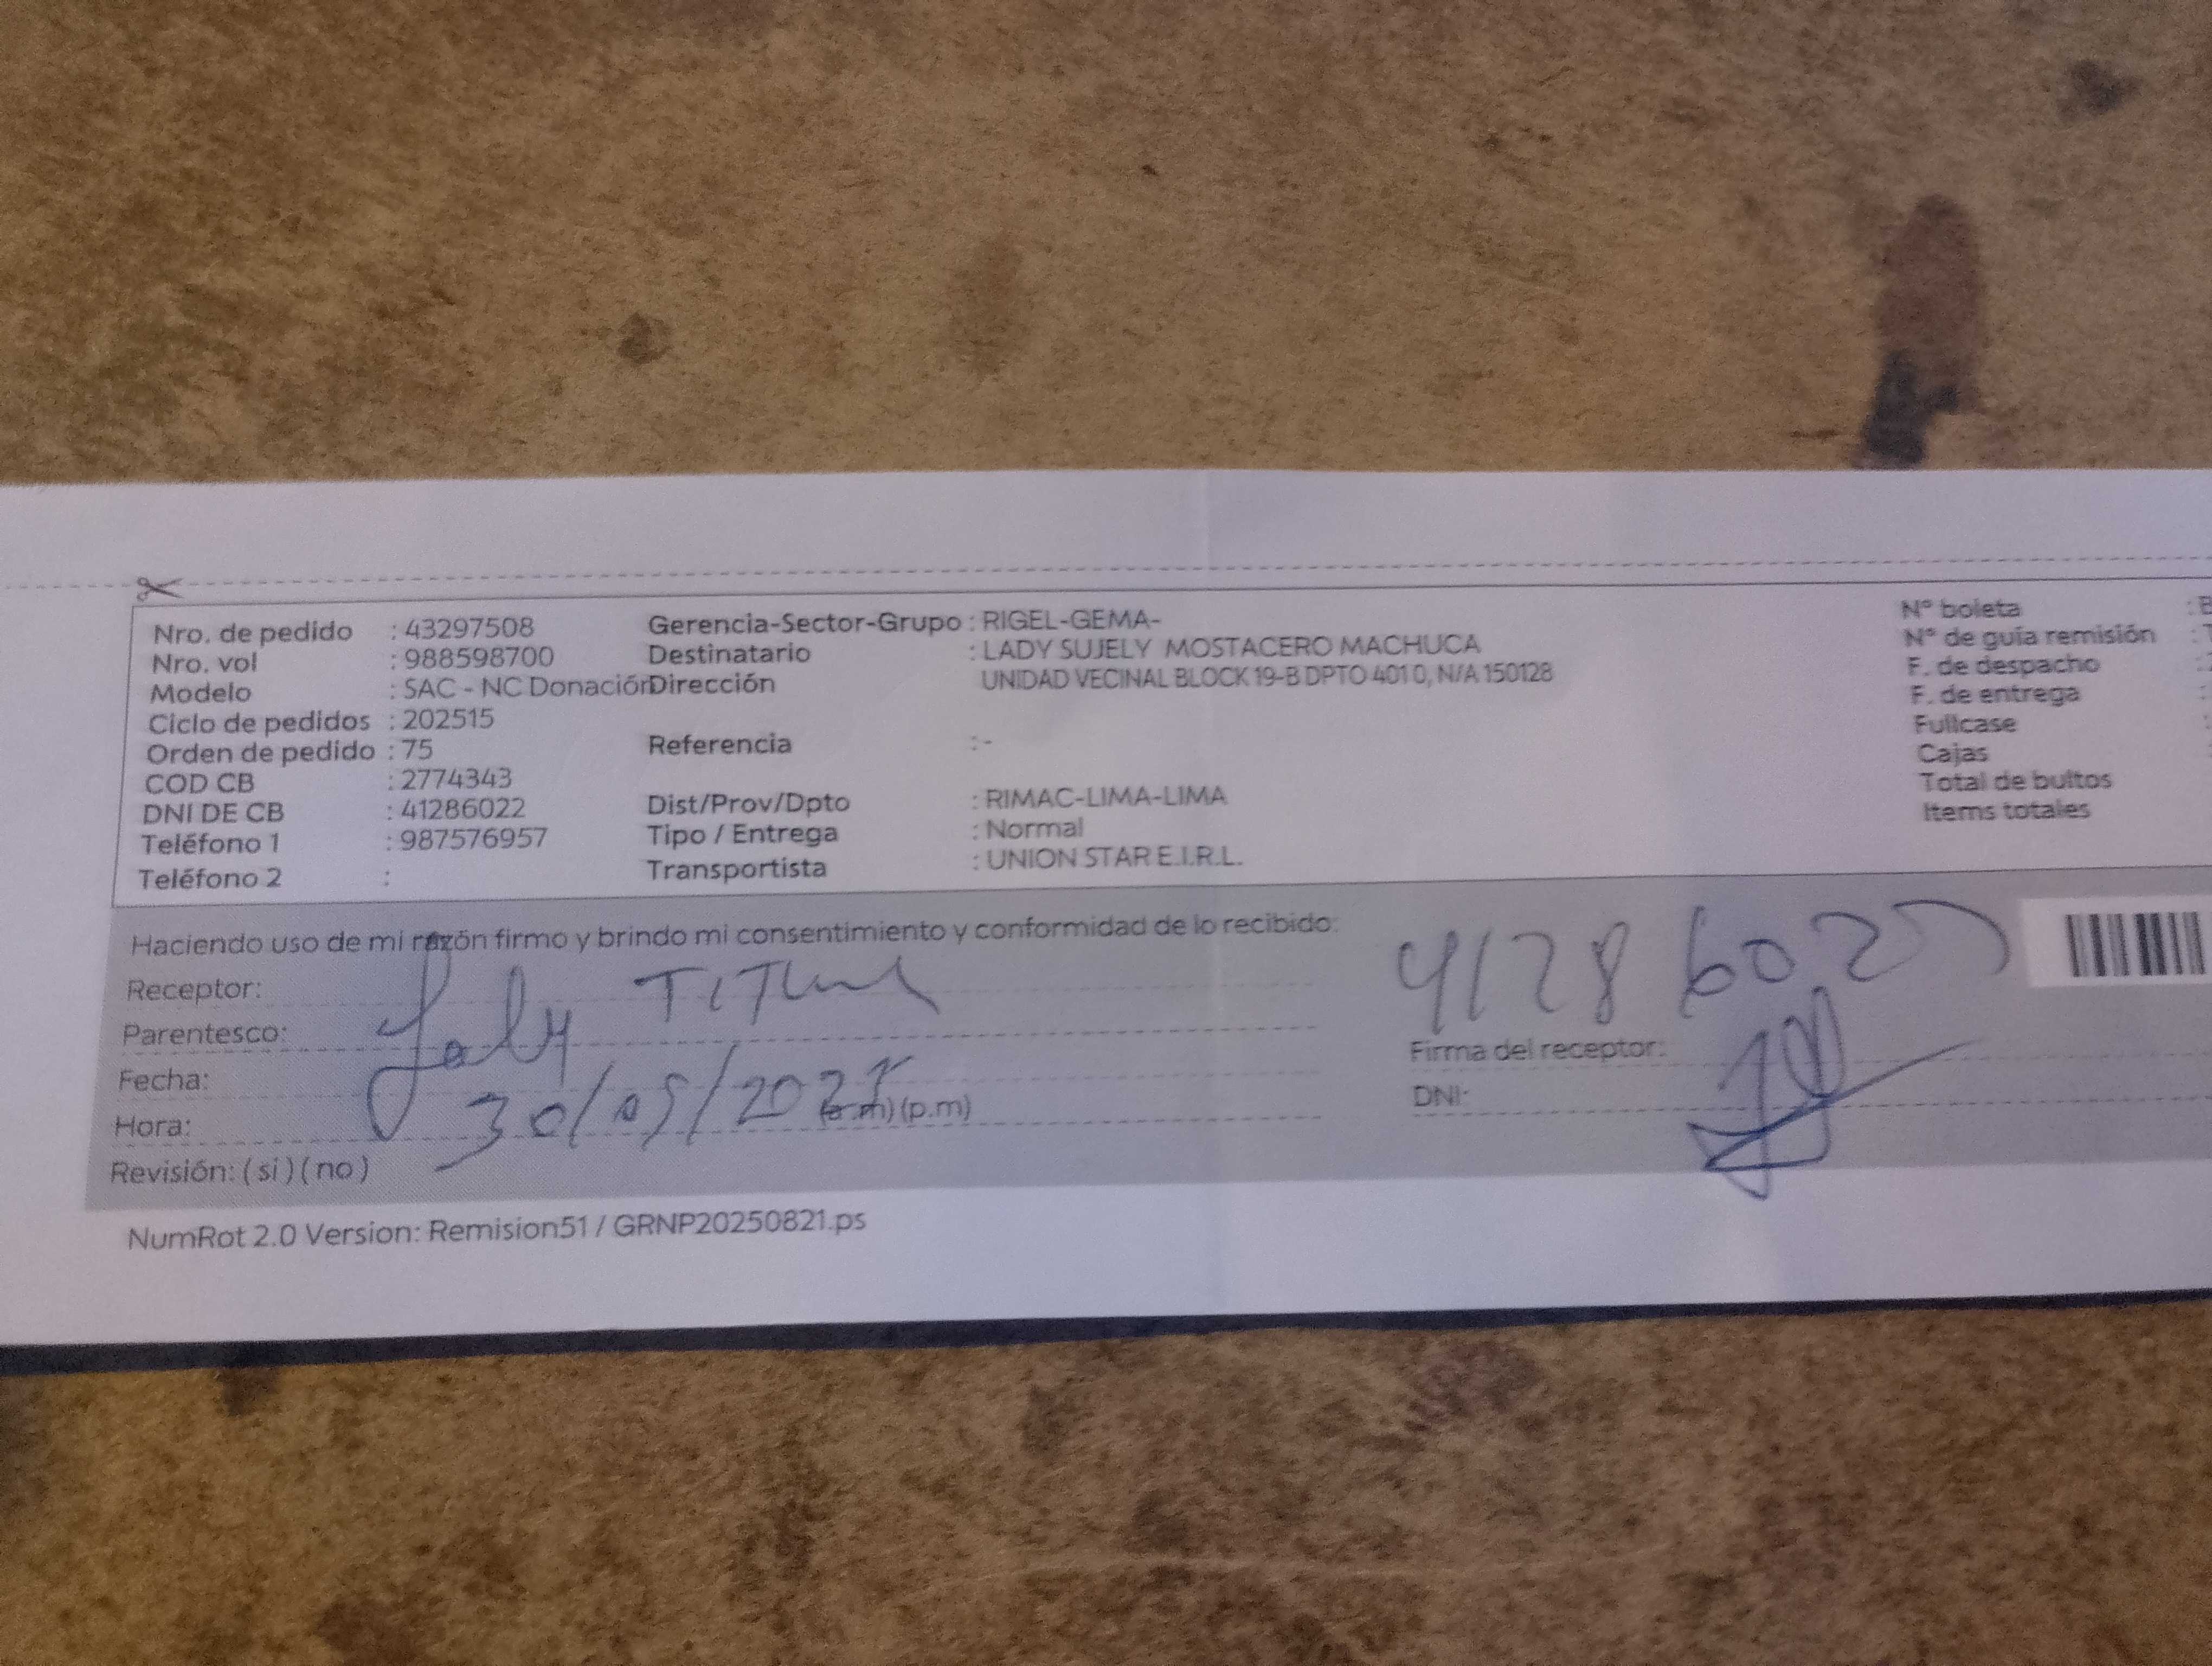 Nro. de pedido : 43297508
Nro. vol : 988598700
Modelo : SAC - NC Donación
Ciclo de pedidos : 202515
Orden de pedido : 75
COD CB : 2774343
DNI DE CB : 41286022
Teléfono 1 : 987576957
Teléfono 2 :
Gerencia-Sector-Grupo : RIGEL-GEMA-
Destinatario : LADY SUJELY MOSTACERO MACHUCA
Dirección UNIDAD VECINAL BLOCK 19-B DPTO 401 0, N/A 150128
Referencia : -
Dist/Prov/Dpto : RIMAC-LIMA-LIMA
Tipo / Entrega : Normal
Transportista : UNION STAR E.I.R.L.
N° boleta : B
N° de guía remisión :
F. de despacho :
F. de entrega :
Fullcase :
Cajas :
Total de bultos
Items totales
Haciendo uso de mi razón firmo y brindo mi consentimiento y conformidad de lo recibido:
Receptor:
Parentesco:
Fecha: 30/09/2025
Hora: (a.m) (p.m)
Revisión: ( si ) ( no )
41286022
Firma del receptor:
DNI:
NumRot 2.0 Version: Remision51 / GRNP20250821.ps